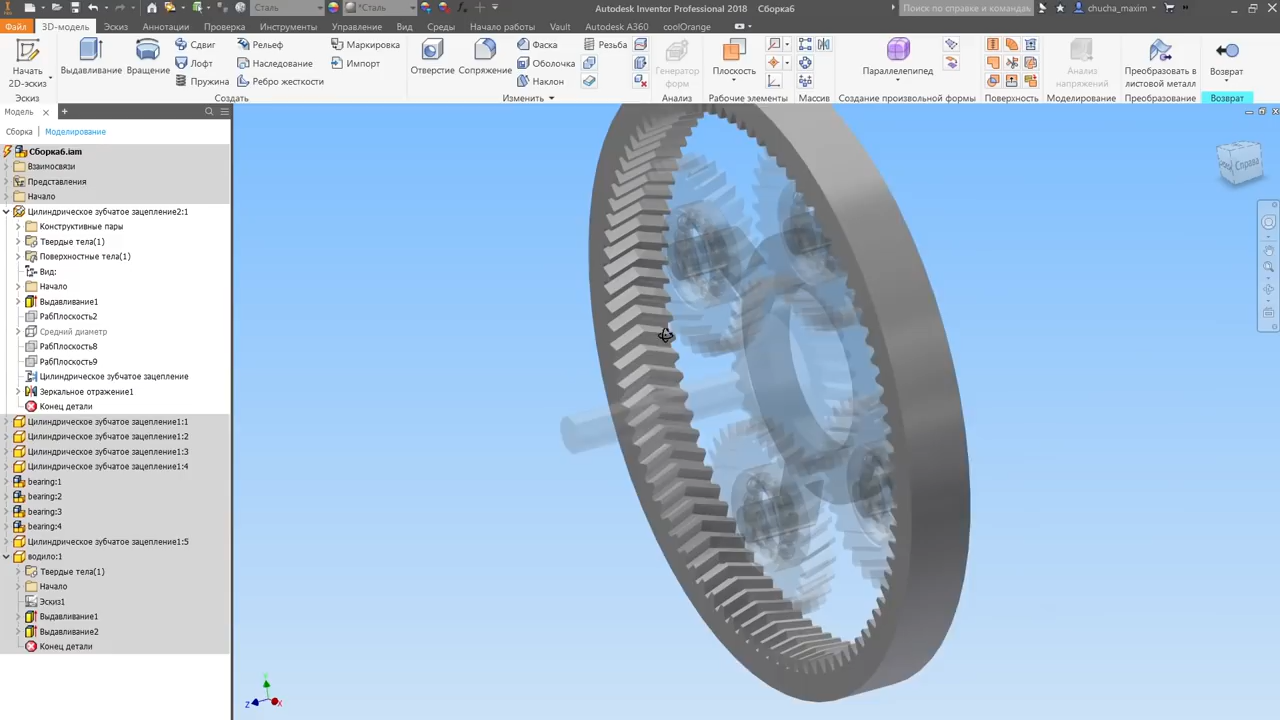 *Сталь
Autodesk Inventor Professional 2018 Сборка6
Поиск по справке и командам
chucha_maxim
Файл 3D-модель Эскиз Аннотации Проверка Инструменты Управление Вид Среды Начало работы Vault Autodesk A360 coolOrange
Начать 2D-эскиз
Эскиз
Выдавливание
Вращение
Сдвиг
Лофт
Пружина
Рельеф
Наследование
Ребро жесткости
Маркировка
Импорт
Создать
Отверстие
Сопряжение
Фаска
Оболочка
Наклон
Резьба
Изменить
Генератор форм
Анализ
Плоскость
Рабочие элементы
Массив
Параллелепипед
Создание произвольной формы
Поверхность
Анализ напряжений
Моделирование
Преобразовать в листовой металл
Преобразование
Возврат
Возврат
Модель
Сборка Моделирование
Сборка6.iam
Взаимосвязи
Представления
Начало
Цилиндрическое зубчатое зацепление2:1
Конструктивные пары
Твердые тела(1)
Поверхностные тела(1)
Вид:
Начало
Выдавливание1
РабПлоскость2
Средний диаметр
РабПлоскость8
РабПлоскость9
Цилиндрическое зубчатое зацепление
Зеркальное отражение1
Конец детали
Цилиндрическое зубчатое зацепление1:1
Цилиндрическое зубчатое зацепление1:2
Цилиндрическое зубчатое зацепление1:3
Цилиндрическое зубчатое зацепление1:4
bearing:1
bearing:2
bearing:3
bearing:4
Цилиндрическое зубчатое зацепление1:5
водило:1
Твердые тела(1)
Начало
Эскиз1
Выдавливание1
Выдавливание2
Конец детали
Справа
Z
X